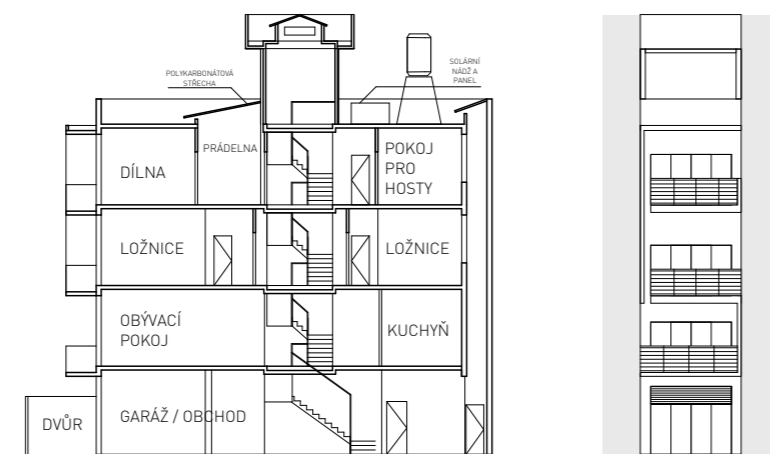 POLYKARBONÁTOVÁ
STŘECHA
SOLÁRNÍ
NÁDŽ A
PANEL
PRÁDELNA
DÍLNA
POKOJ
PRO
HOSTY
LOŽNICE
LOŽNICE
OBÝVACÍ
POKOJ
KUCHYŇ
DVŮR
GARÁŽ / OBCHOD